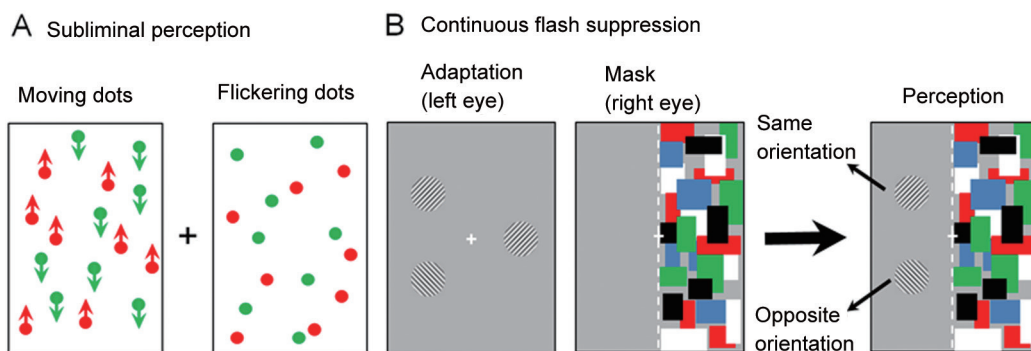 A Subliminal perception
B Continuous flash suppression
Moving dots
Flickering dots
Adaptation
(left eye)
Mask
(right eye)
Perception
Same
orientation
Opposite
orientation
+